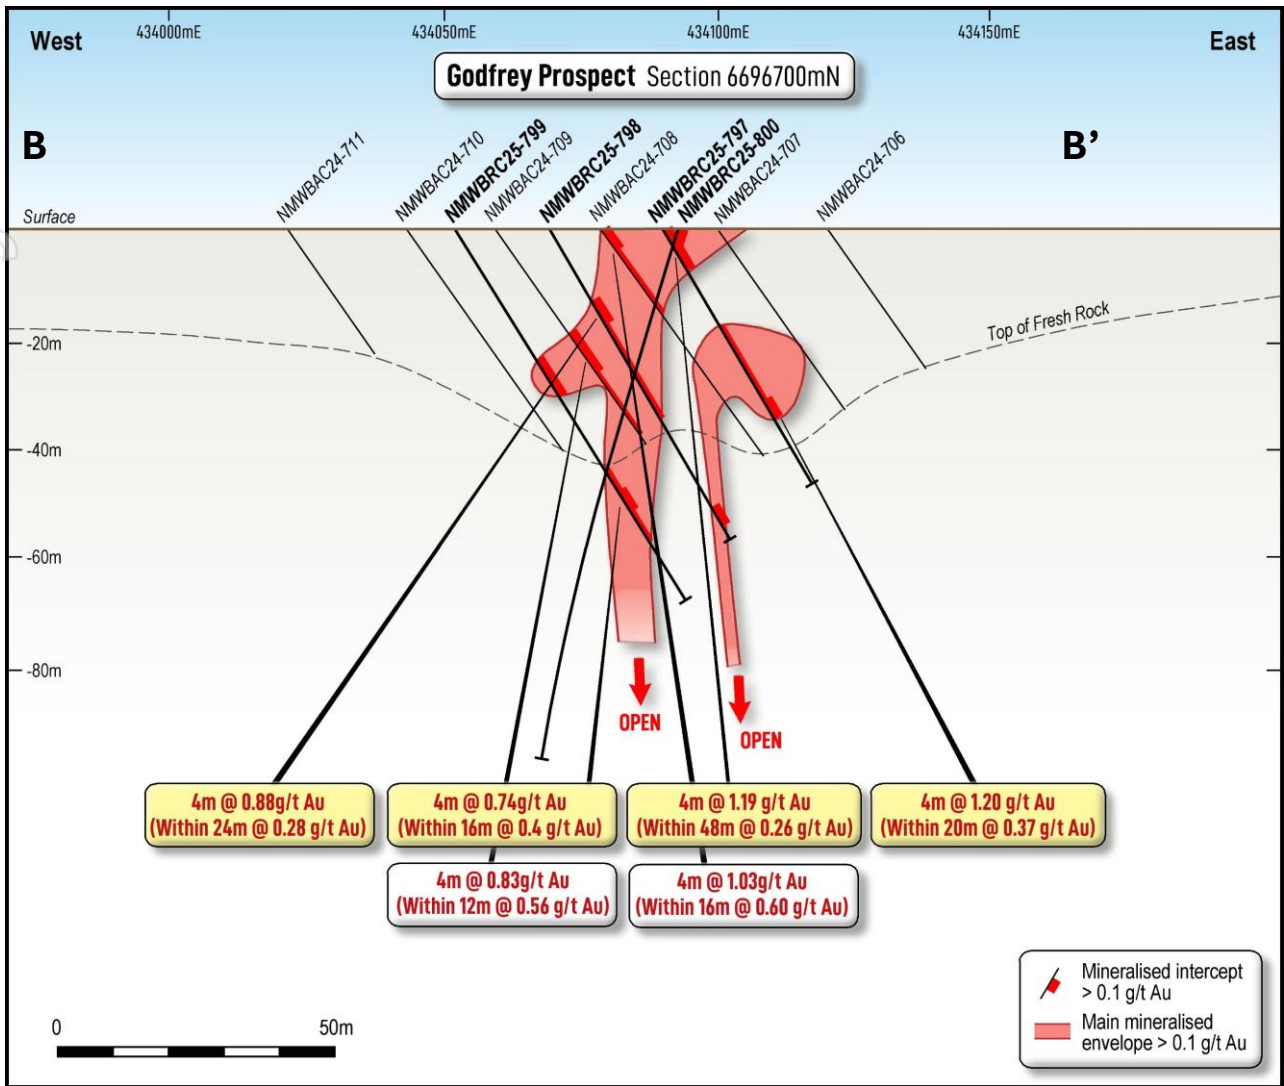 434000mE
434050mE
434100mE
434150mE
West
East
Godfrey Prospect Section 6696700mN
B
B’
NMWBAC24-711
NMWBAC24-710
NMWBRC25-799
NMWBAC24-709
NMWBRC25-798
NMWBAC24-708
NMWBRC25-797
NMWBRC25-800
NMWBAC24-707
NMWBAC24-706
Surface
Top of Fresh Rock
-20m
-40m
-60m
-80m
OPEN
OPEN
4m @ 0.88g/t Au
(Within 24m @ 0.28 g/t Au)
4m @ 0.74g/t Au
(Within 16m @ 0.4 g/t Au)
4m @ 1.19 g/t Au
(Within 48m @ 0.26 g/t Au)
4m @ 1.20 g/t Au
(Within 20m @ 0.37 g/t Au)
4m @ 0.83g/t Au
(Within 12m @ 0.56 g/t Au)
4m @ 1.03g/t Au
(Within 16m @ 0.60 g/t Au)
Mineralised intercept
> 0.1 g/t Au
Main mineralised
envelope > 0.1 g/t Au
0
50m